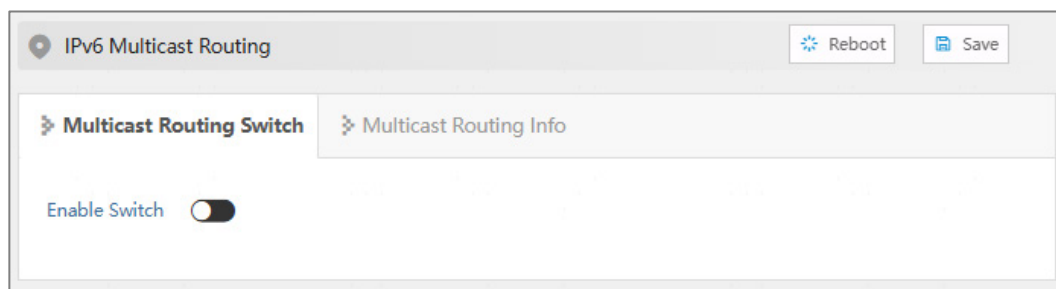 IPv6 Multicast Routing
Reboot
Save
Multicast Routing Switch
Multicast Routing Info
Enable Switch